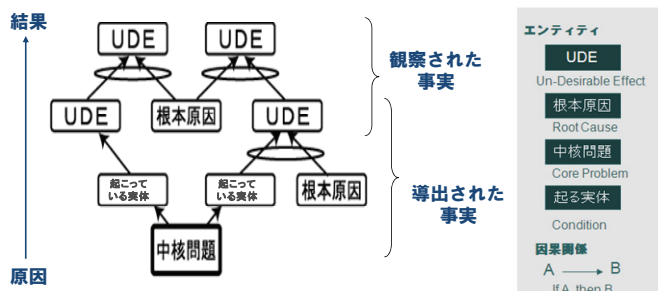 結果
原因
UDE
UDE
UDE
根本原因
UDE
起こって
いる実体
起こって
いる実体
根本原因
中核問題
観察された
事実
導出された
事実
エンティティ
UDE
Un-Desirable Effect
根本原因
Root Cause
中核問題
Core Problem
起る実体
Condition
因果関係
A
B
If A, then B